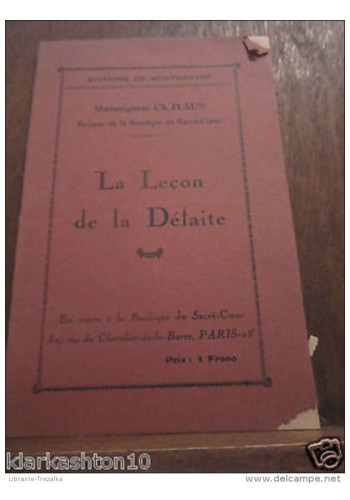 EDITIONS DE MONTMARTRE
Monseigneur Ch. FLAUS
Recteur de la Basilique du Sacré-Cœur
La Leçon
de la Défaite
En vente à la Basilique du Sacré-Cœur
rue du Chevalier-de-la-Barre, PARIS-18e
Prix : 1 Franc
klarkashton10
Librairie-Trezalka
delcampe.net